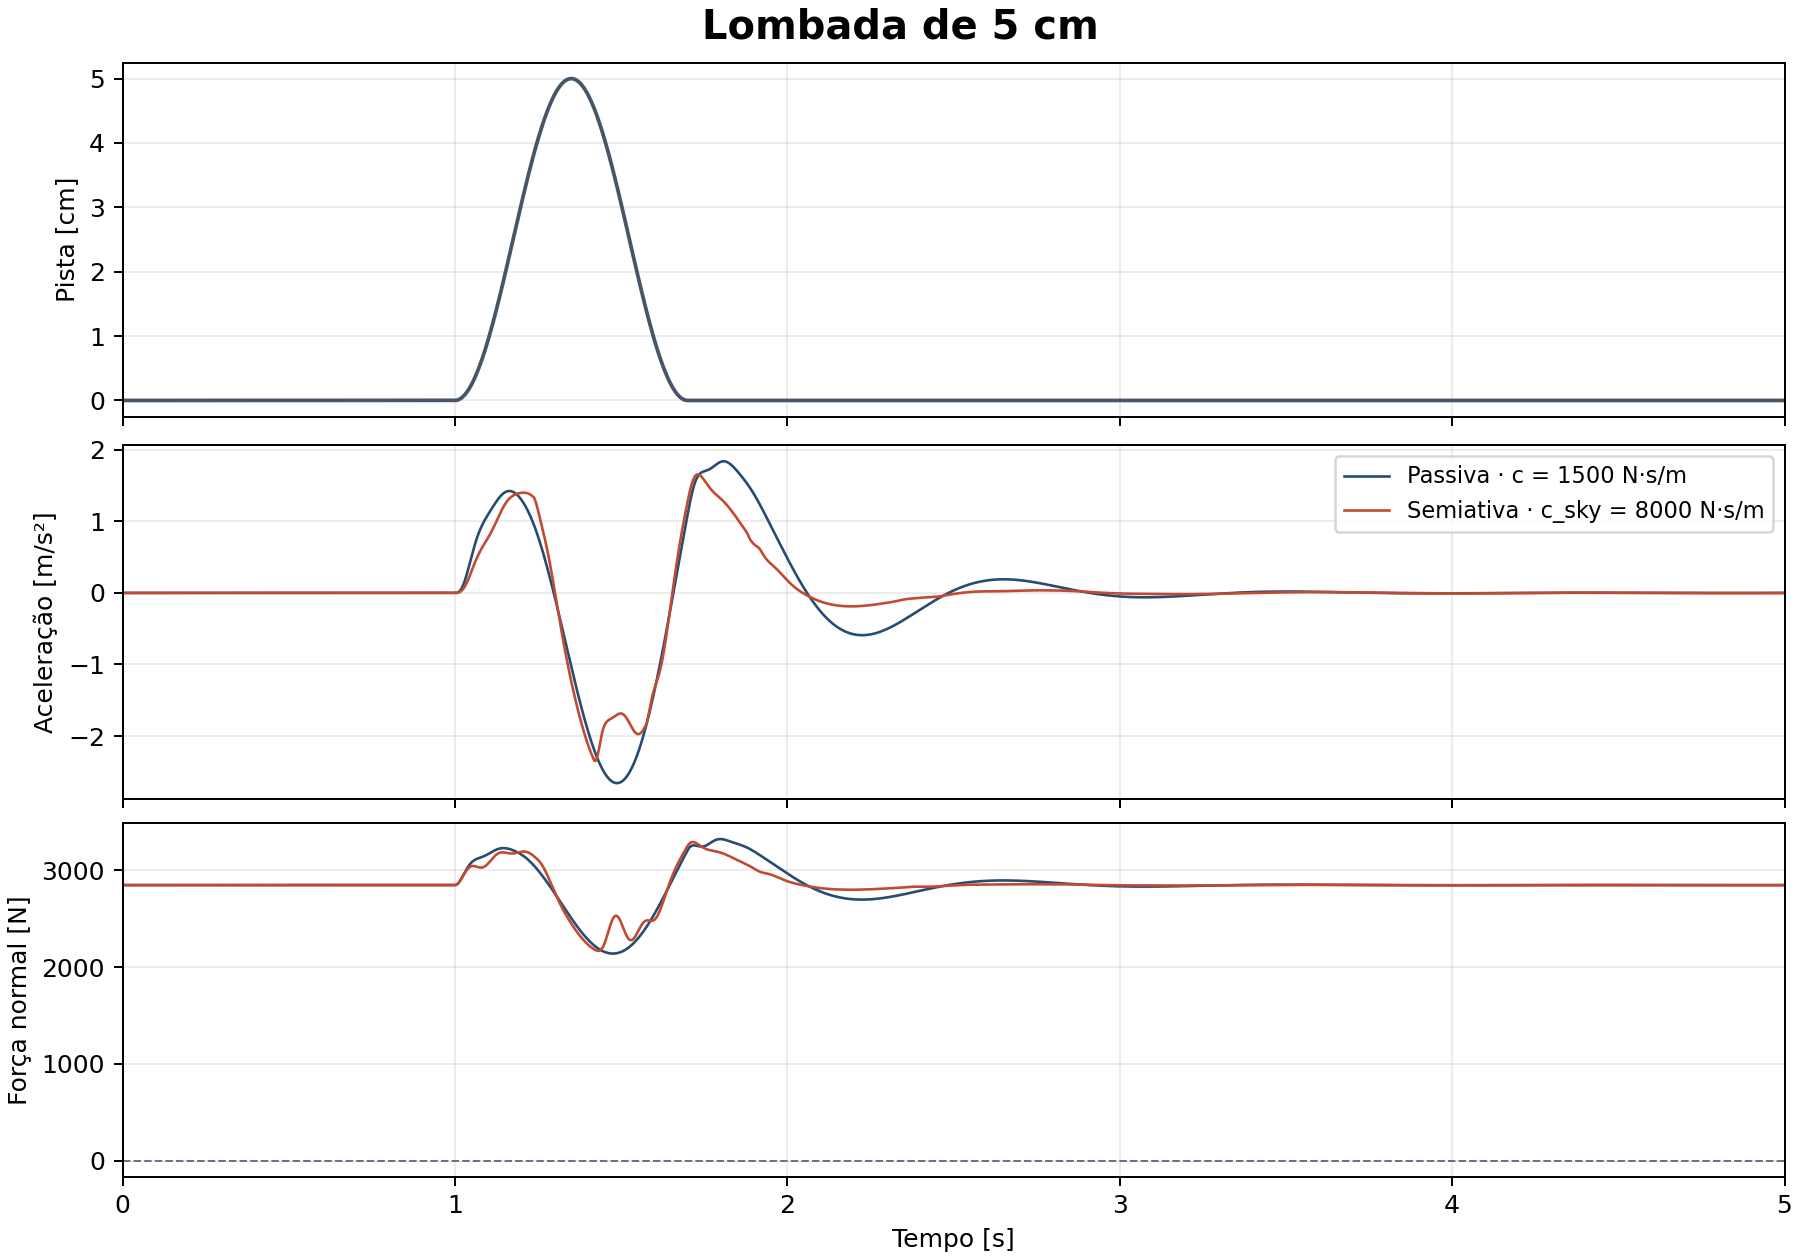 Lombada de 5 cm
5
4
3
2
1
0
Pista [cm]
2
1
0
−1
−2
Aceleração [m/s²]
Passiva · c = 1500 N·s/m
Semiativa · c_sky = 8000 N·s/m
3000
2000
1000
0
Força normal [N]
0 1 2 3 4 5
Tempo [s]